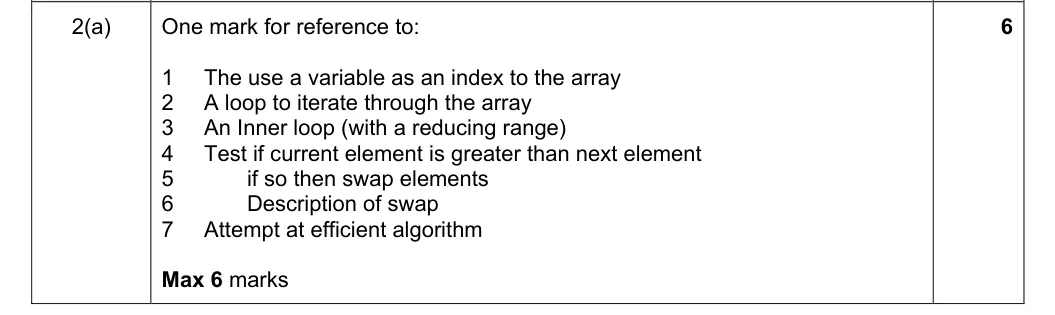 2(a) One mark for reference to: 6
1 The use a variable as an index to the array
2 A loop to iterate through the array
3 An Inner loop (with a reducing range)
4 Test if current element is greater than next element
5 if so then swap elements
6 Description of swap
7 Attempt at efficient algorithm
Max 6 marks